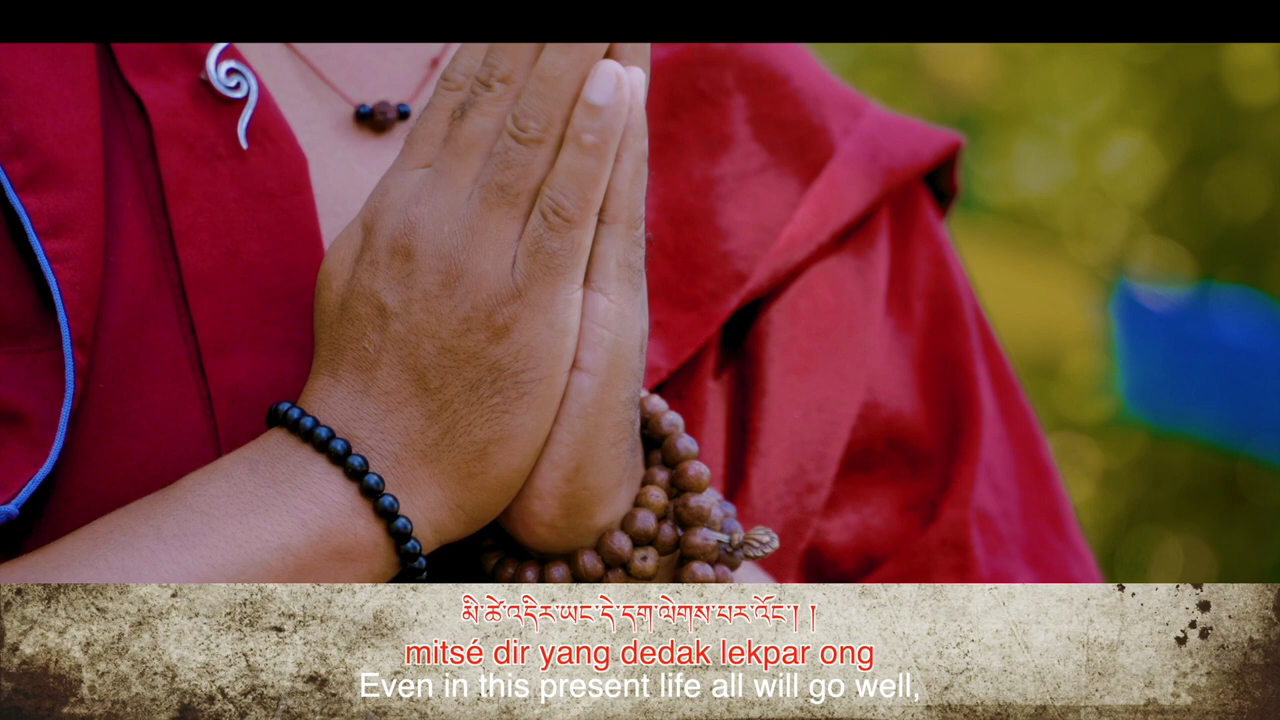 མི་ཚེ་འདིར་ཡང་དེ་དག་ལེགས་པར་འོང་། །
mitsé dir yang dedak lekpar ong
Even in this present life all will go well,